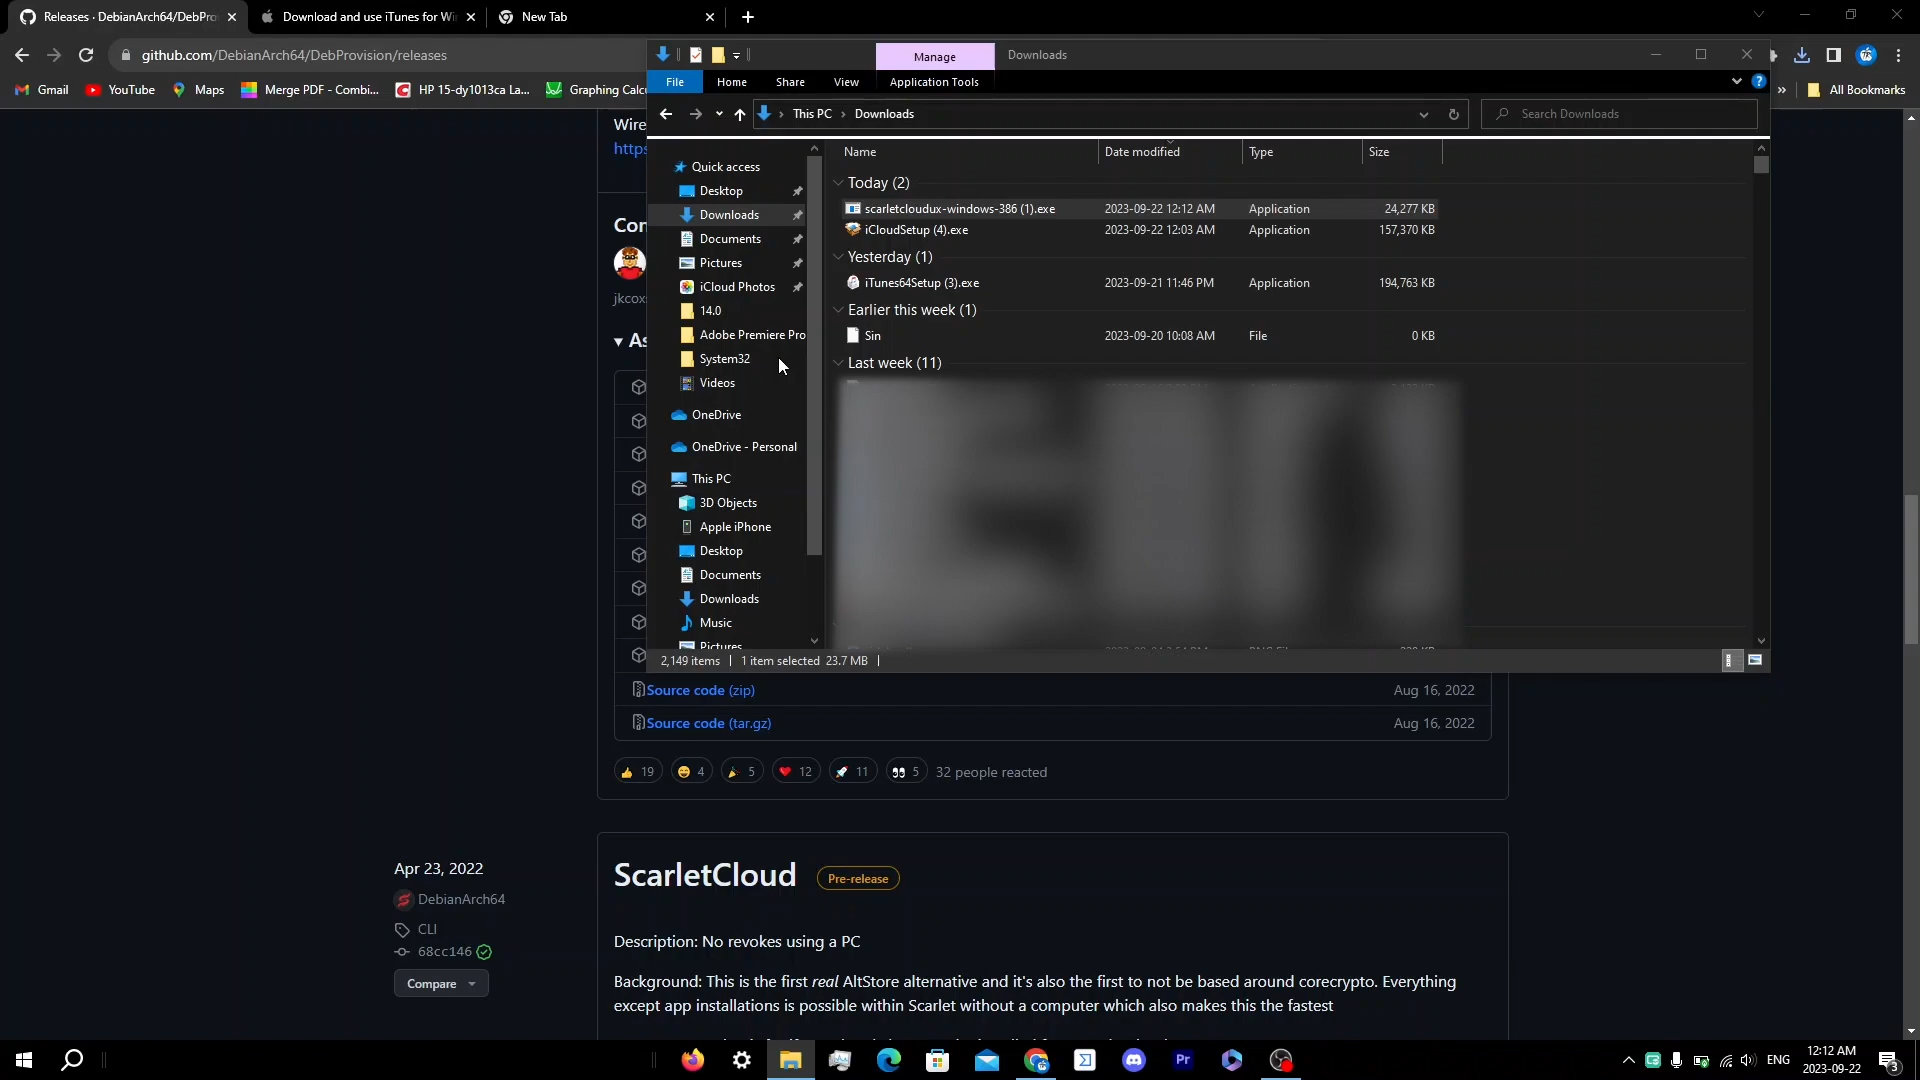 Releases · DebianArch64/DebPro
Download and use iTunes for Win
New Tab
github.com/DebianArch64/DebProvision/releases
Manage
Downloads
Gmail
YouTube
Maps
Merge PDF - Combi...
HP 15-dy1013ca La...
Graphing Calcu
All Bookmarks
File
Home
Share
View
Application Tools
This PC
Downloads
Search Downloads
Wire
https
Name
Date modified
Type
Size
Quick access
Desktop
Downloads
Documents
Pictures
iCloud Photos
14.0
Adobe Premiere Pro
System32
Videos
OneDrive
OneDrive - Personal
This PC
3D Objects
Apple iPhone
Desktop
Documents
Downloads
Music
Pictures
Today (2)
scarletcloudux-windows-386 (1).exe 2023-09-22 12:12 AM Application 24,277 KB
iCloudSetup (4).exe 2023-09-22 12:03 AM Application 157,370 KB
Yesterday (1)
iTunes64Setup (3).exe 2023-09-21 11:46 PM Application 194,763 KB
Earlier this week (1)
Sin 2023-09-20 10:08 AM File 0 KB
Last week (11)
Con
jkcox
As
2,149 items
1 item selected 23.7 MB
Source code (zip) Aug 16, 2022
Source code (tar.gz) Aug 16, 2022
19
4
5
12
11
5
32 people reacted
Apr 23, 2022
DebianArch64
CLI
68cc146
Compare
ScarletCloud
Pre-release
Description: No revokes using a PC
Background: This is the first real AltStore alternative and it's also the first to not be based around corecrypto. Everything
except app installations is possible within Scarlet without a computer which also makes this the fastest
ENG
12:12 AM
2023-09-22
3